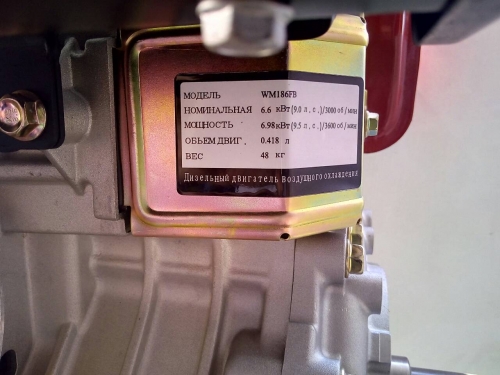 МОДЕЛЬ WM186FB
НОМИНАЛЬНАЯ 6.6 кВт(9.0 л.с.)/3000 об/мин
МОЩНОСТЬ 6.98кВт(9.5 л.с.)/3600 об/мин
ОБЬЕМ ДВИГ. 0.418 л
ВЕС 48 кг
Дизельный двигатель воздушного охлаждения